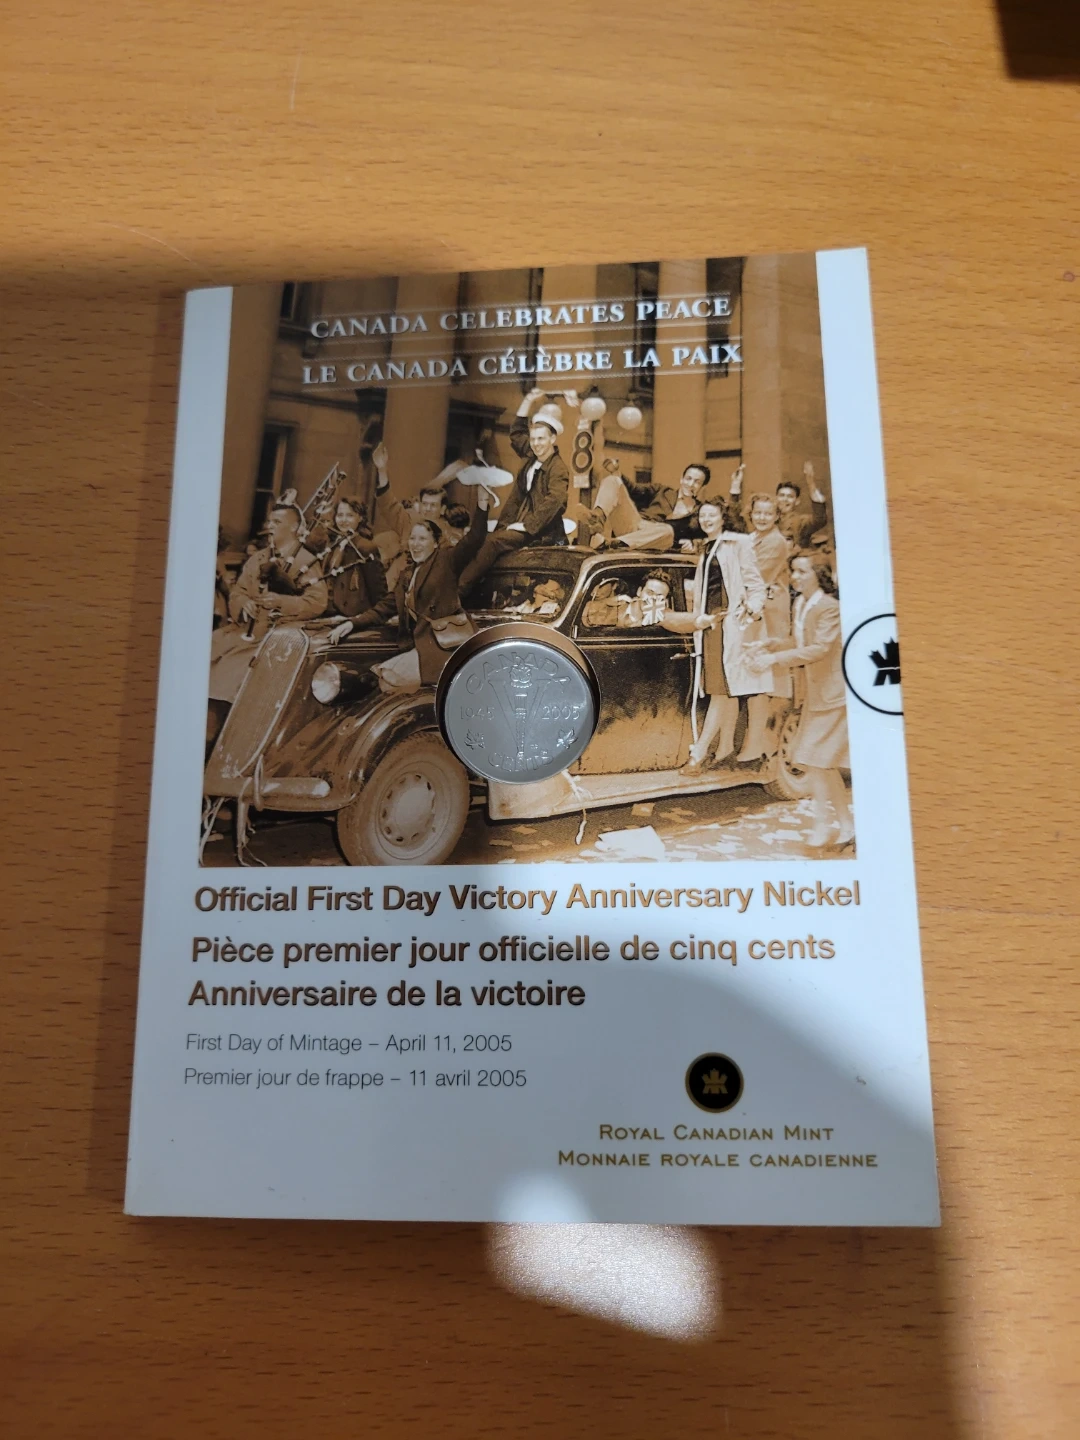 CANADA CELEBRATES PEACE
LE CANADA CÉLÈBRE LA PAIX
8
CANADA
1945 2005
CENTS
Official First Day Victory Anniversary Nickel
Pièce premier jour officielle de cinq cents
Anniversaire de la victoire
First Day of Mintage – April 11, 2005
Premier jour de frappe – 11 avril 2005
ROYAL CANADIAN MINT
MONNAIE ROYALE CANADIENNE